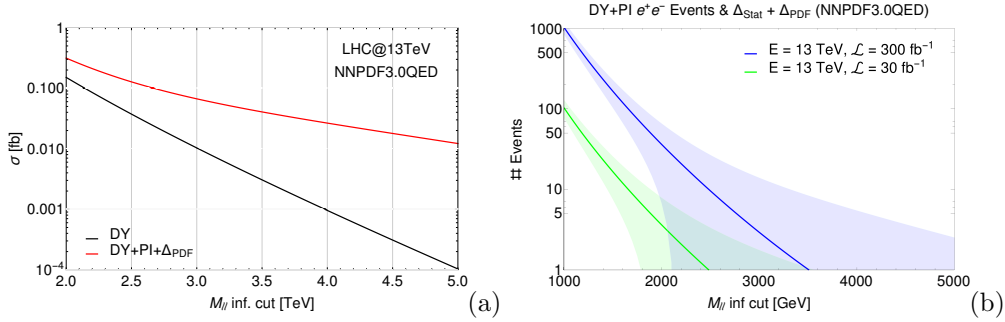 1
0.100
0.010
0.001
10⁻⁴
σ [fb]
LHC@13TeV
NNPDF3.0QED
DY
DY+PI+Δ_PDF
2.0 2.5 3.0 3.5 4.0 4.5 5.0
M_ll inf. cut [TeV]
(a)
DY+PI e⁺e⁻ Events & Δ_Stat + Δ_PDF (NNPDF3.0QED)
1000
500
100
50
10
5
1
# Events
E = 13 TeV, ℒ = 300 fb⁻¹
E = 13 TeV, ℒ = 30 fb⁻¹
1000 2000 3000 4000 5000
M_ll inf cut [GeV]
(b)